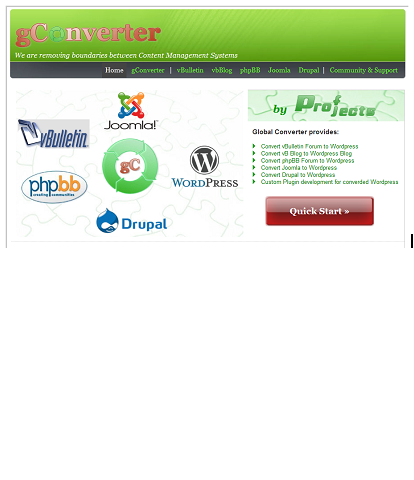 gConverter
We are removing boundaries between Content Management Systems
Home gConverter | vBulletin vbBlog phpBB Joomla Drupal | Community & Support
Joomla!
vBulletin
gC
phpbb
creating communities
WORDPRESS
Drupal
by Projects
Global Converter provides:
Convert vBulletin Forum to Wordpress
Convert vB Blog to Wordpress Blog
Convert phpBB Forum to Wordpress
Convert Joomla to Wordpress
Convert Drupal to Wordpress
Custom Plugin development for converded Wordpress
Quick Start »